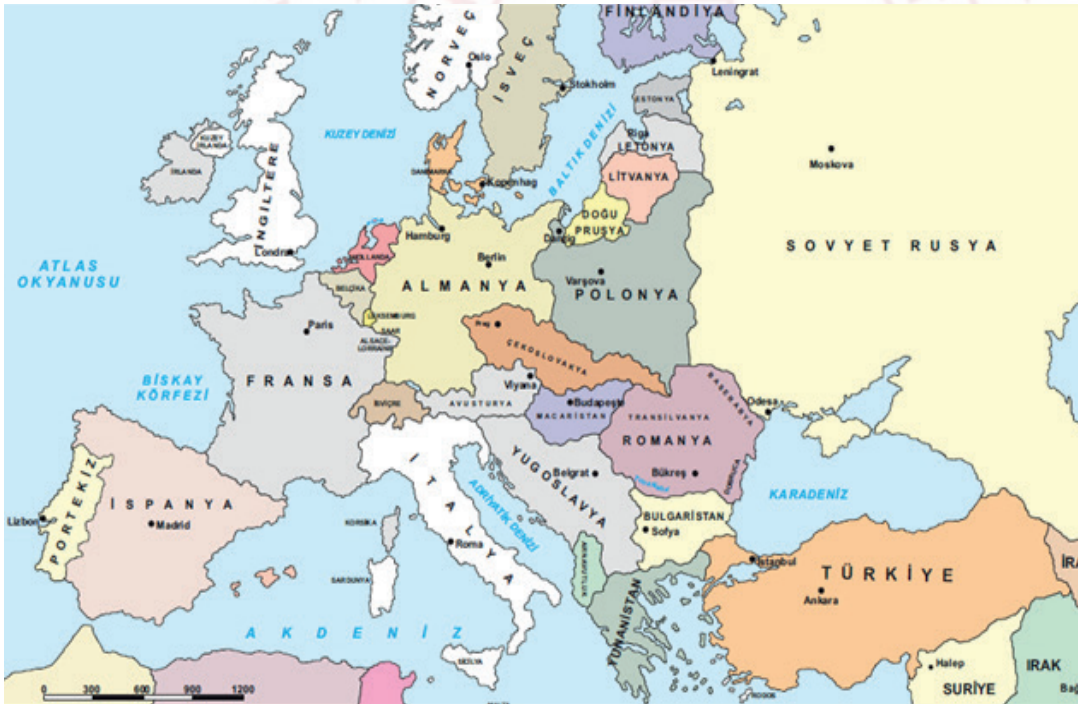 FİNLANDİYA
NORVEÇ
Oslo
İSVEÇ
Stokholm
Leningrat
ESTONYA
KUZEY DENİZİ
BALTIK DENİZİ
Riga
LETONYA
Moskova
KUZEY
İRLANDA
İRLANDA
DANİMARKA
Kopenhag
LİTVANYA
İNGİLTERE
DOĞU
PRUSYA
Hamburg
Danzig
SOVYET RUSYA
Londra
HOLLANDA
Berlin
ATLAS
OKYANUSU
BELÇİKA
ALMANYA
Varşova
POLONYA
LÜKSEMBURG
SAAR
Paris
ALSACE-
LORRAINE
Prag
ÇEKOSLOVAKYA
BİSKAY
KÖRFEZİ
FRANSA
İSVİÇRE
Viyana
AVUSTURYA
Budapeşte
MACARİSTAN
TRANSİLVANYA
ROMANYA
Odesa
İTALYA
YUGOSLAVYA
Belgrat
Bükreş
DOBRUCA
ADRİYATİK DENİZİ
KARADENİZ
PORTEKİZ
İSPANYA
Lizbon
Madrid
KORSİKA
Roma
BULGARİSTAN
Sofya
ARNAVUTLUK
İstanbul
TÜRKİYE
Ankara
İRA
SARDUNYA
YUNANİSTAN
AKDENİZ
SİCİLYA
Halep
SURİYE
IRAK
Bağ
RODOS
0 300 600 900 1200